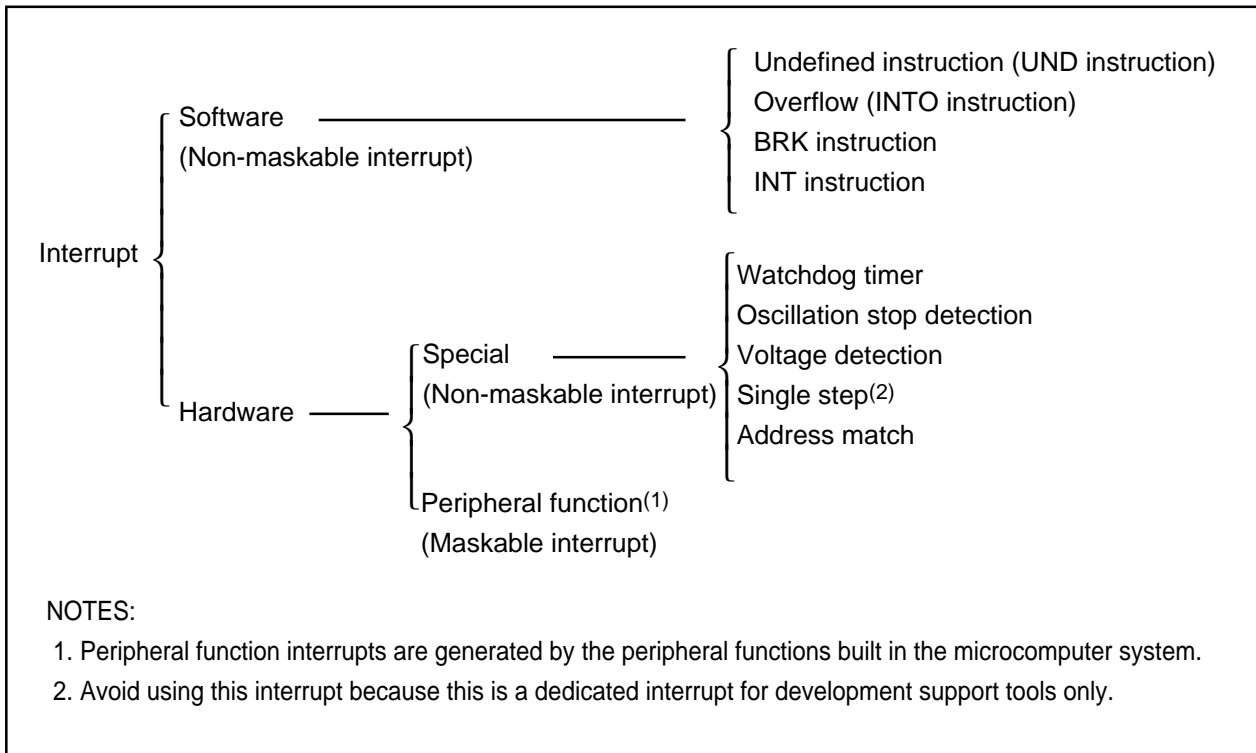 Interrupt
Software
(Non-maskable interrupt)
Undefined instruction (UND instruction)
Overflow (INTO instruction)
BRK instruction
INT instruction
Hardware
Special
(Non-maskable interrupt)
Watchdog timer
Oscillation stop detection
Voltage detection
Single step(2)
Address match
Peripheral function(1)
(Maskable interrupt)
NOTES:
1. Peripheral function interrupts are generated by the peripheral functions built in the microcomputer system.
2. Avoid using this interrupt because this is a dedicated interrupt for development support tools only.